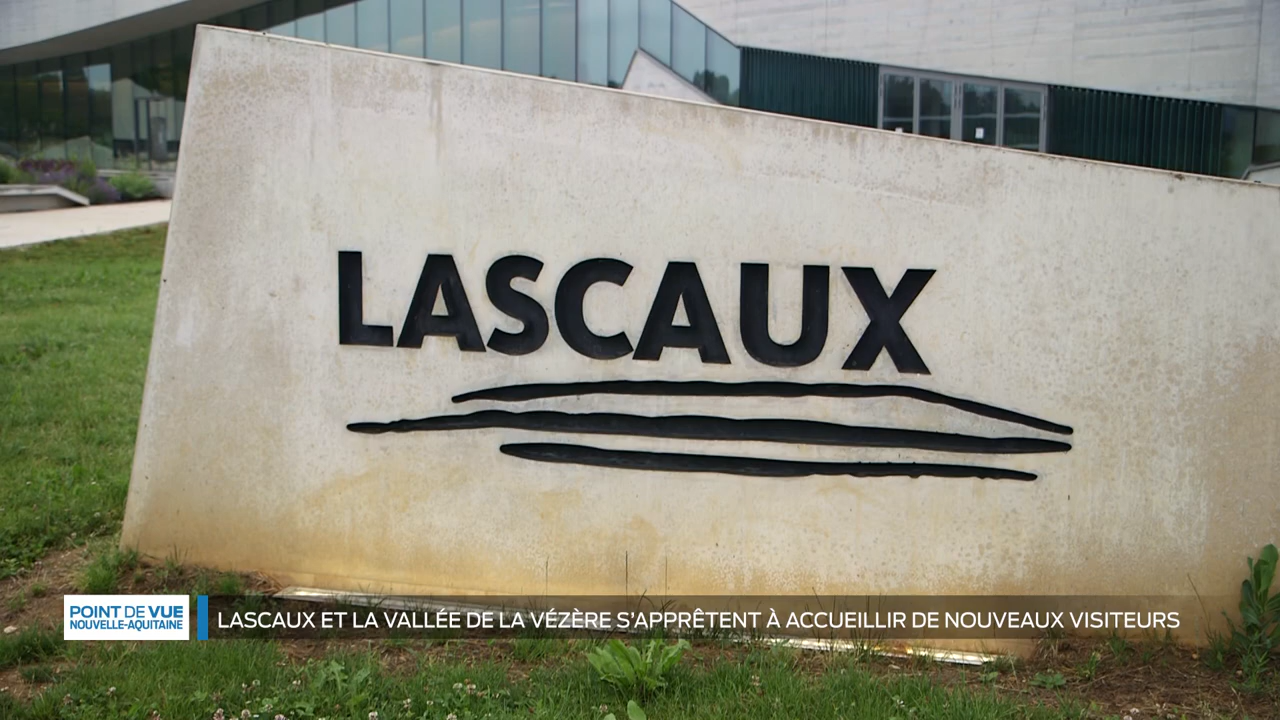 LASCAUX
POINT DE VUE
NOUVELLE-AQUITAINE
LASCAUX ET LA VALLÉE DE LA VÉZÈRE S'APPRÊTENT À ACCUEILLIR DE NOUVEAUX VISITEURS